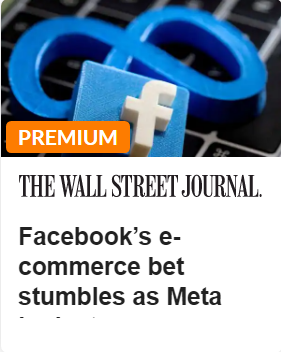 f
PREMIUM
THE WALL STREET JOURNAL.
Facebook’s e-
commerce bet
stumbles as Meta